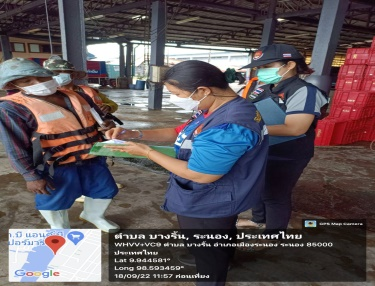 GPS Map Camera
ตำบล บางริ้น, ระนอง, ประเทศไทย
WHVV+VC9 ตำบล บางริ้น อำเภอเมืองระนอง ระนอง 85000
ประเทศไทย
Lat 9.944581°
Long 98.593459°
18/09/22 11:57 ก่อนเที่ยง
Google